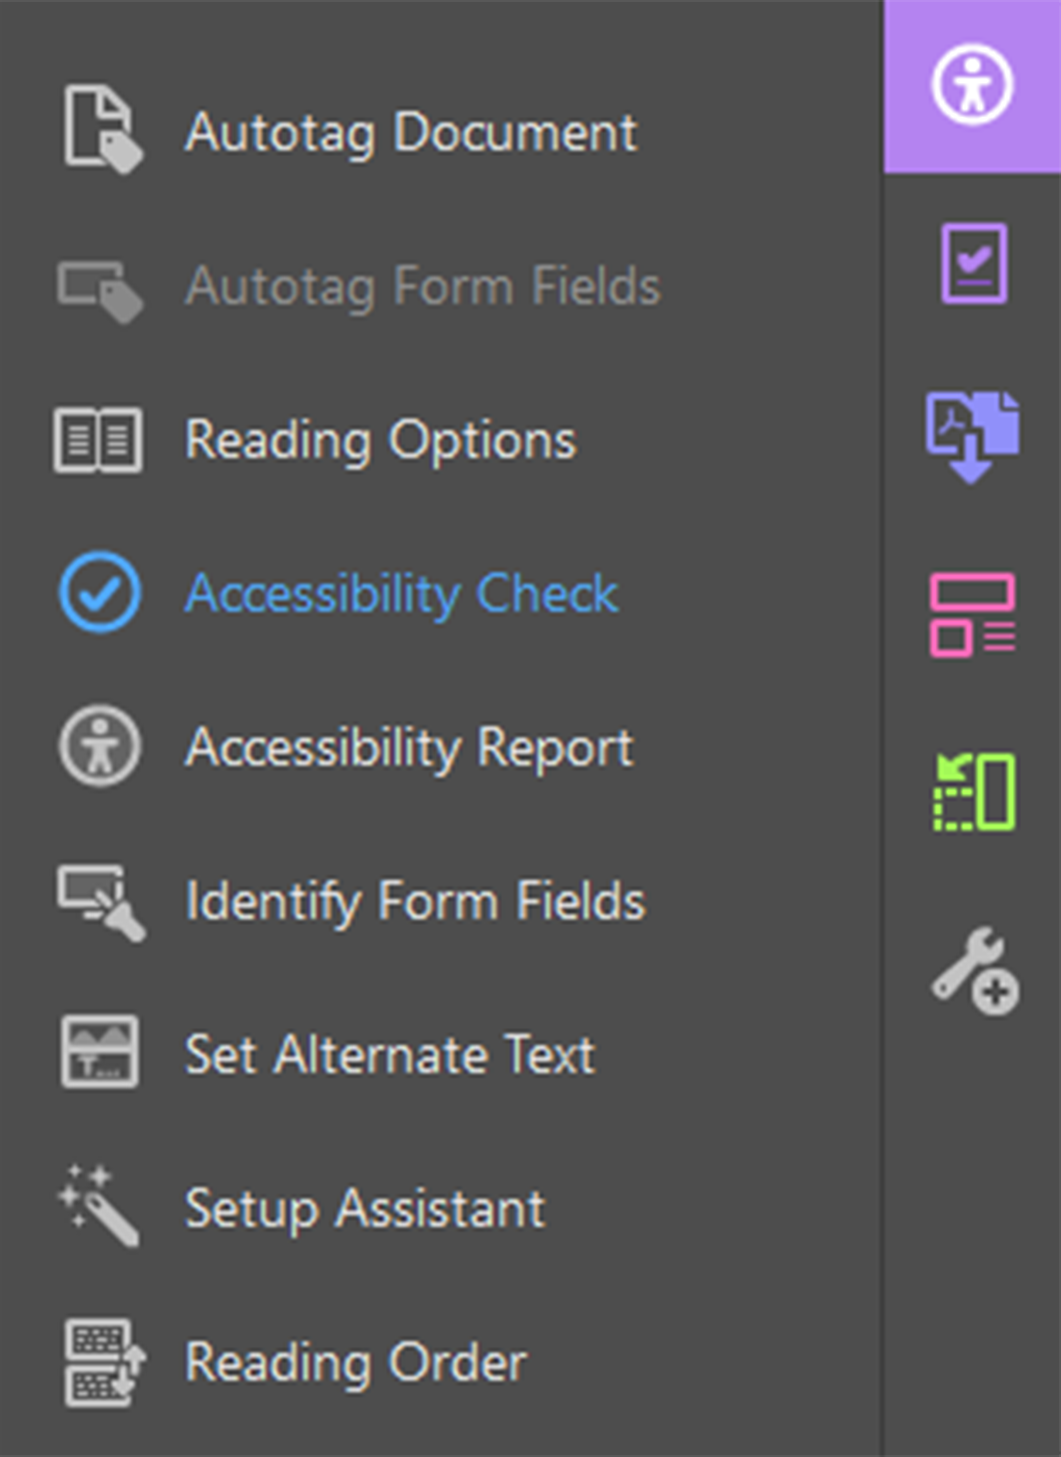 Autotag Document
Autotag Form Fields
Reading Options
Accessibility Check
Accessibility Report
Identify Form Fields
Set Alternate Text
Setup Assistant
Reading Order